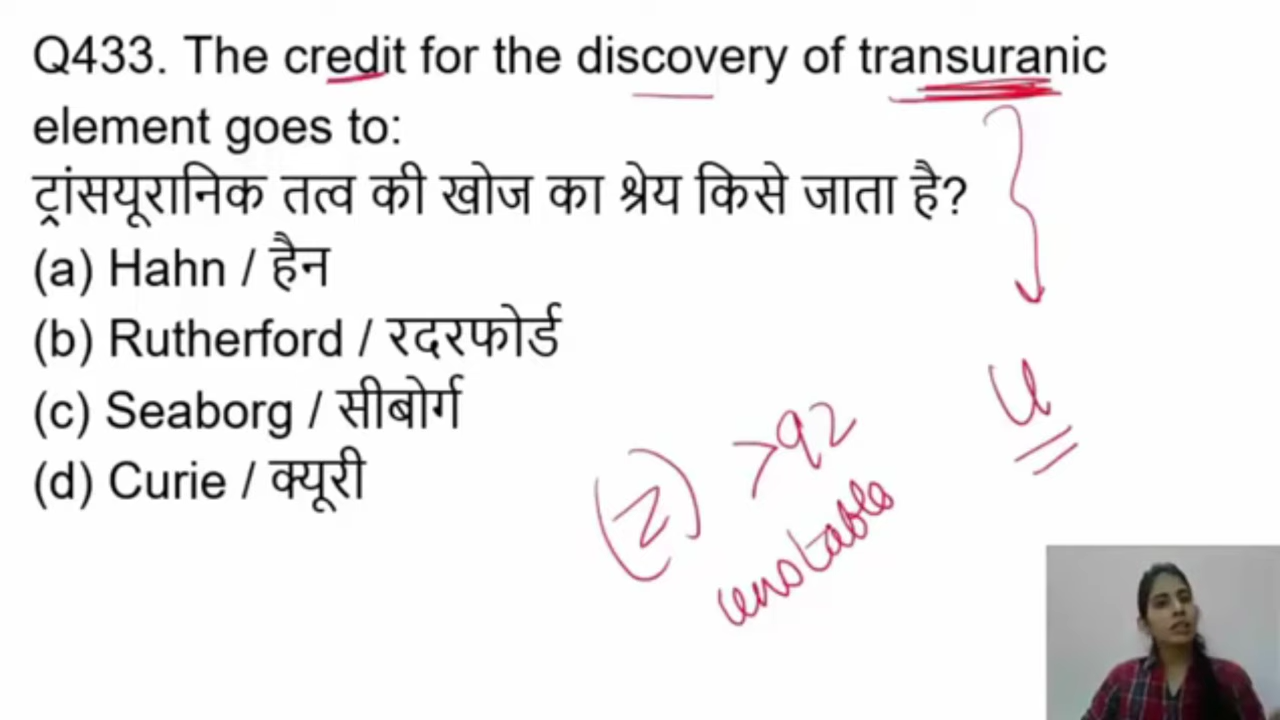 Q433. The credit for the discovery of transuranic
element goes to:
ट्रांसयूरानिक तत्व की खोज का श्रेय किसे जाता है?
(a) Hahn / हैन
(b) Rutherford / रदरफोर्ड
(c) Seaborg / सीबोर्ग
(d) Curie / क्यूरी
U
(Z) >92
unstable